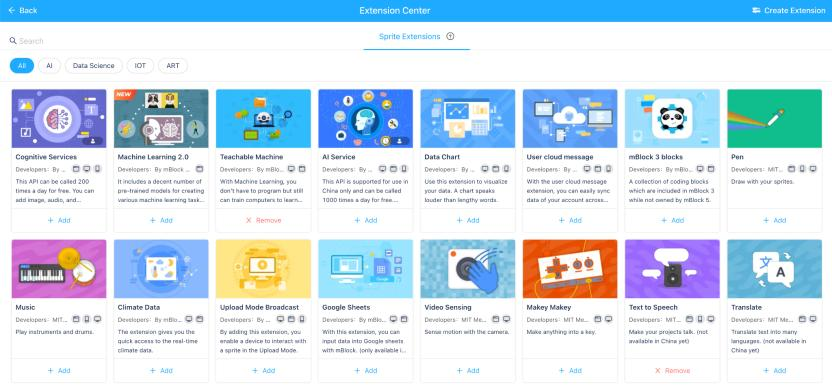 Back
Extension Center
Create Extension
Search
Sprite Extensions
All
AI
Data Science
IOT
ART
NEW
Cognitive Services
Developers: By ...
This API can be called 200
times a day for free. You can
add image, audio, and...
+ Add
Machine Learning 2.0
Developers: By mBlock ...
It includes a decent number of
pre-trained models for creating
various machine learning task...
+ Add
Teachable Machine
Developers: By mBlo...
With Machine Learning, you
don't have to program but still
can train computers to learn...
× Remove
AI Service
Developers: By mBlo...
This API is supported for use in
China only and can be called
1000 times a day for free....
+ Add
Data Chart
Developers: By ...
Use this extension to visualize
your data. A chart speaks
louder than lengthy words.
+ Add
User cloud message
Developers: By ...
With the user cloud message
extension, you can easily sync
data of your account across...
+ Add
mBlock 3 blocks
Developers: By mBlo...
A collection of coding blocks
which are included in mBlock 3
while not owned by mBlock 5.
+ Add
Pen
Developers: MIT...
Draw with your sprites.
+ Add
Music
Developers: MIT...
Play instruments and drums.
+ Add
Climate Data
Developers: By mBlo...
The extension gives you the
quick access to the real-time
climate data.
+ Add
Upload Mode Broadcast
Developers: By ...
By adding this extension, you
enable a device to interact with
a sprite in the Upload Mode.
+ Add
Google Sheets
Google
Developers: By mBlo...
With this extension, you can
input data into Google sheets
with mBlock. (only available i...
+ Add
Video Sensing
Developers: MIT Me...
Sense motion with the camera.
+ Add
Makey Makey
Developers: MIT Me...
Make anything into a key.
+ Add
Text to Speech
Developers: MIT...
Make your projects talk. (not
available in China yet)
× Remove
A
Translate
Developers: MIT Me...
Translate text into many
languages. (not available in
China yet)
+ Add